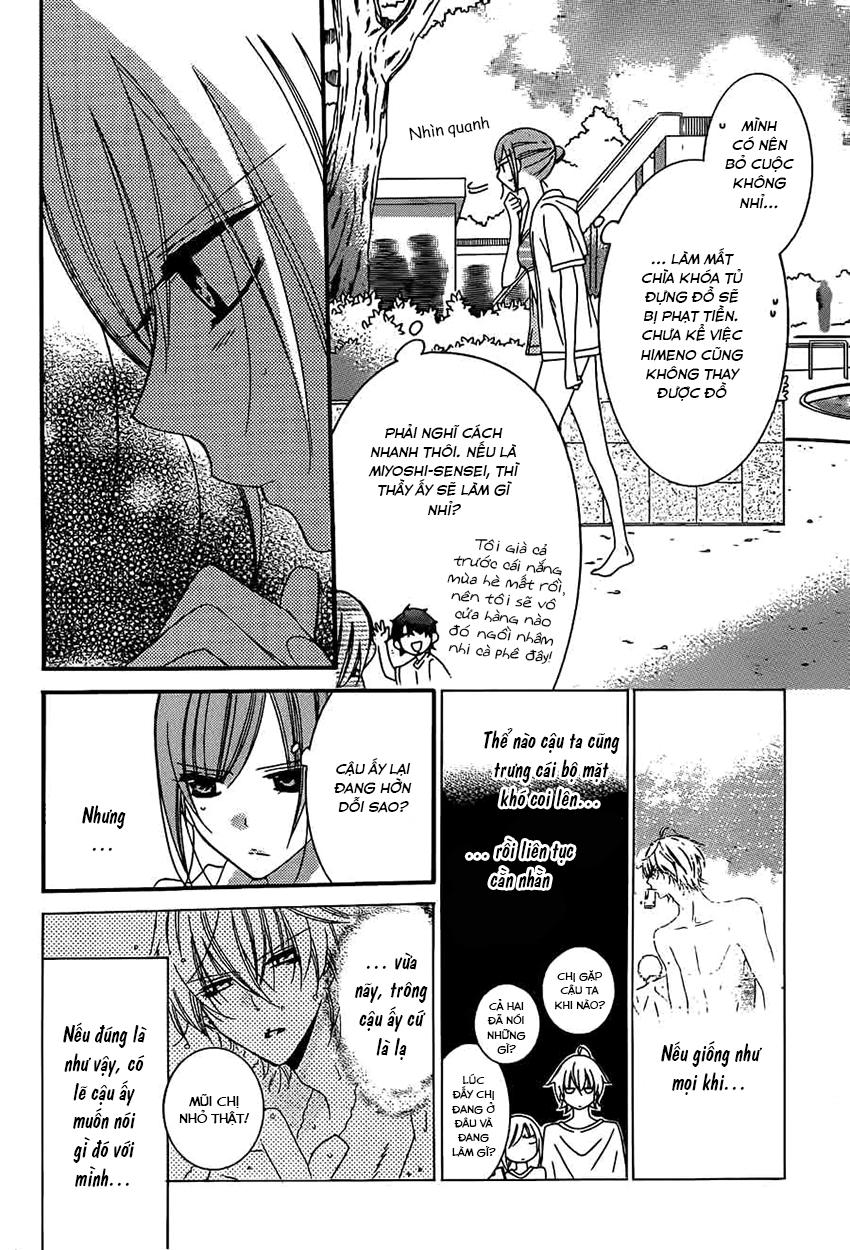 MÌNH
CÓ NÊN
BỎ CUỘC
KHÔNG
NHỈ...
... LÀM MẤT
CHÌA KHÓA TỦ
ĐỰNG ĐỒ SẼ
BỊ PHẠT TIỀN.
CHƯA KỂ VIỆC
HIMENO CŨNG
KHÔNG THAY
ĐƯỢC ĐỒ
Nhìn quanh
PHẢI NGHĨ CÁCH
NHANH THÔI. NẾU LÀ
MIYOSHI-SENSEI, THÌ
THẦY ẤY SẼ LÀM GÌ
NHỈ?
Tôi già cả
trước cái nắng
mùa hè mất rồi,
nên tôi sẽ vô
cửa hàng nào
đó ngồi nhâm
nhi cà phê đây!
Nếu giống như
mọi khi...
Thể nào cậu ta cũng
trưng cái bộ mặt
khó coi lên...
... rồi liên tục
cằn nhằn
CHỊ GẶP
CẬU TA
KHI NÀO?
CẢ HAI
ĐÃ NÓI
NHỮNG
GÌ?
LÚC
ĐẤY CHỊ
ĐANG Ở
ĐÂU VÀ
ĐANG
LÀM GÌ?
CẬU ẤY LẠI
ĐANG HỜN
DỖI SAO?
Nhưng
...
... vừa
nãy, trông
cậu ấy cứ
là lạ
MŨI CHỊ
NHỎ THẬT!
Nếu đúng là
như vậy, có
lẽ cậu ấy
muốn nói
gì đó với
mình...